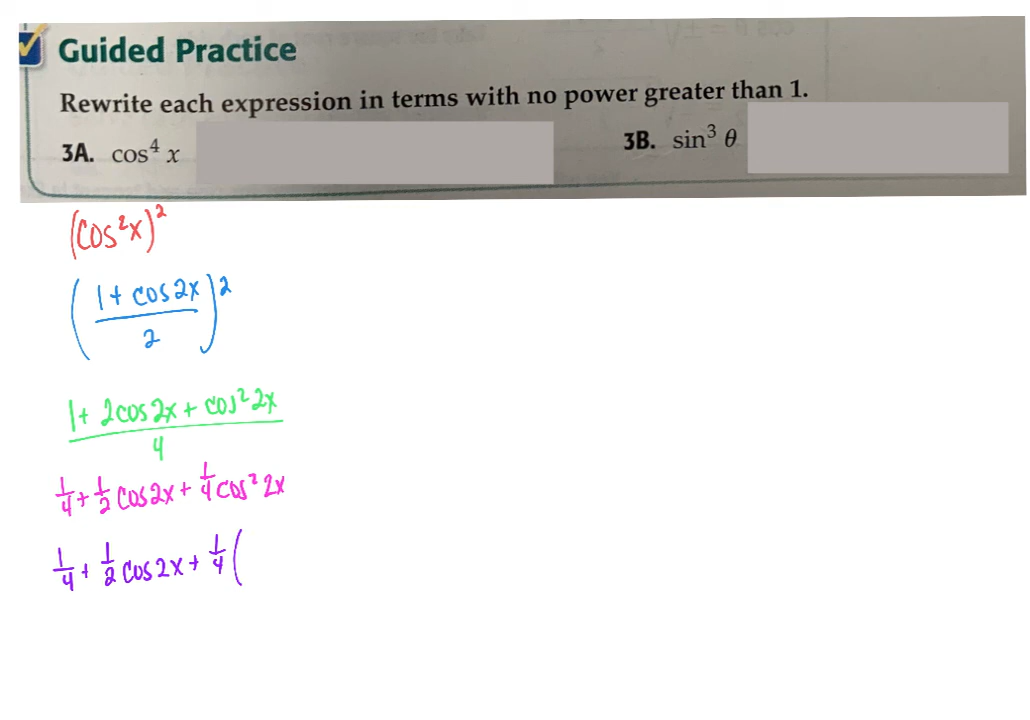 Guided Practice
Rewrite each expression in terms with no power greater than 1.
3A. cos⁴ x
3B. sin³ θ
(cos²x)²
((1 + cos 2x)/2)²
(1 + 2cos 2x + cos² 2x)/4
1/4 + 1/2 cos 2x + 1/4 cos² 2x
1/4 + 1/2 cos 2x + 1/4 (